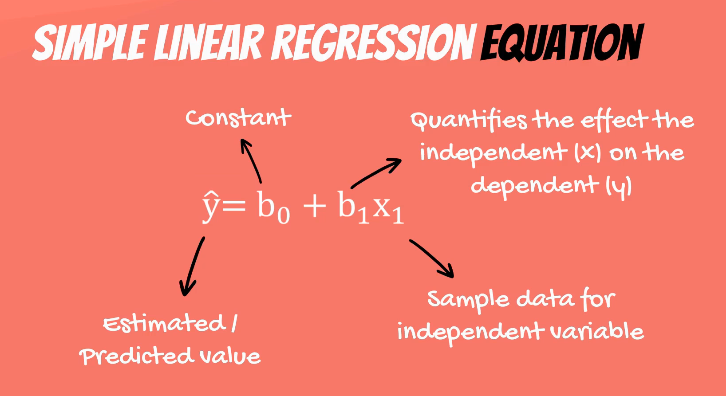 SIMPLE LINEAR REGRESSION EQUATION
Constant
Quantifies the effect the
independent (x) on the
dependent (y)
ŷ= b₀ + b₁x₁
Estimated /
Predicted value
Sample data for
independent variable